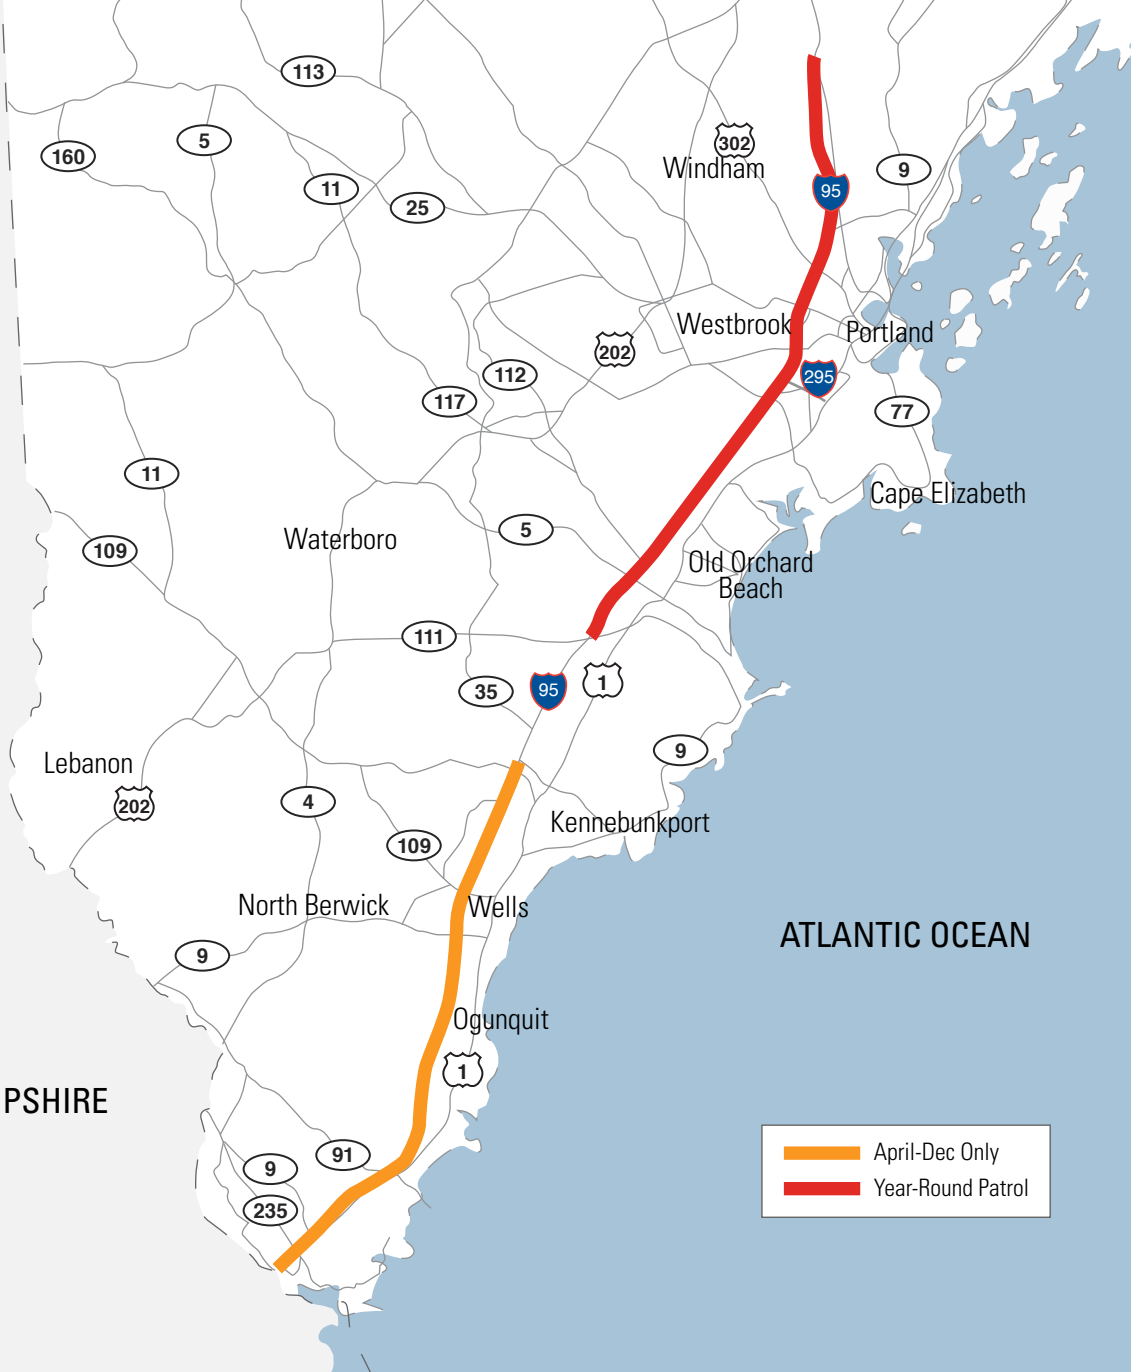 113
302
160
5
Windham
9
11
95
25
Westbrook
Portland
202
112
295
117
77
11
Cape Elizabeth
5
Waterboro
109
Old Orchard
Beach
111
1
35
95
9
Lebanon
202
4
Kennebunkport
109
North Berwick
Wells
ATLANTIC OCEAN
9
Ogunquit
1
PSHIRE
91
9
235
April-Dec Only
Year-Round Patrol